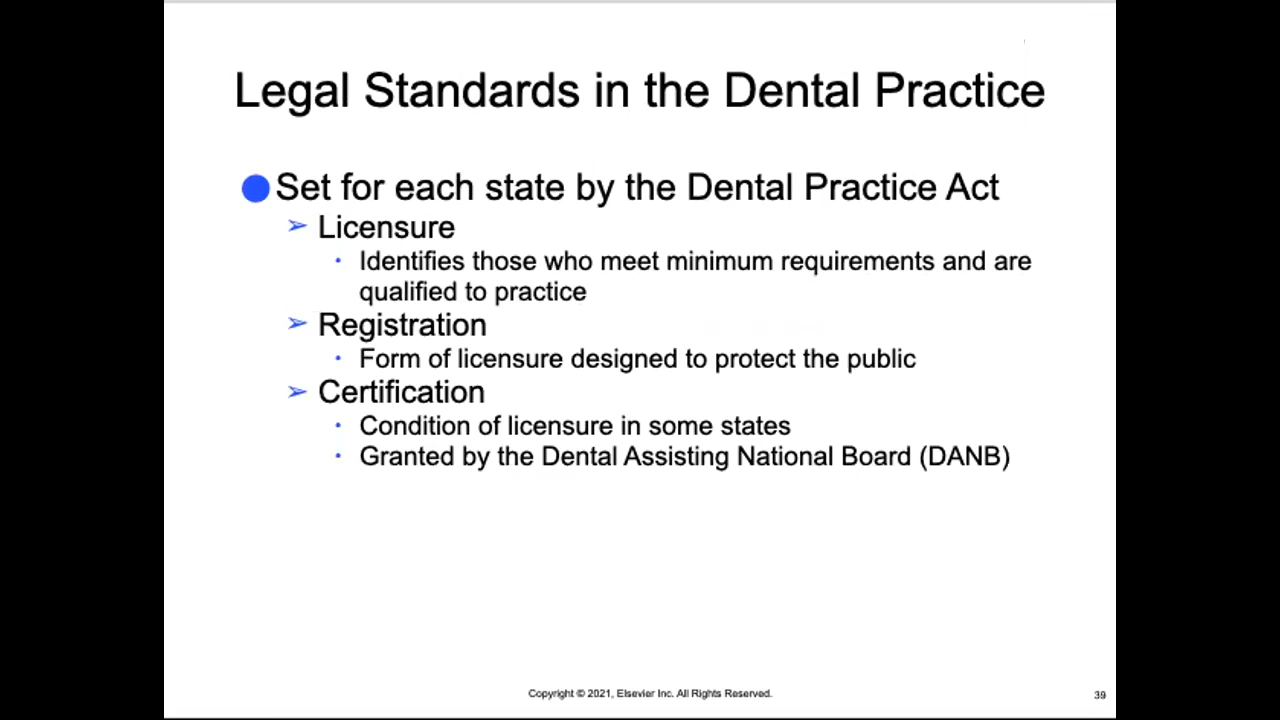 Legal Standards in the Dental Practice
Set for each state by the Dental Practice Act
Licensure
Identifies those who meet minimum requirements and are
qualified to practice
Registration
Form of licensure designed to protect the public
Certification
Condition of licensure in some states
Granted by the Dental Assisting National Board (DANB)
Copyright © 2021, Elsevier Inc. All Rights Reserved.
39